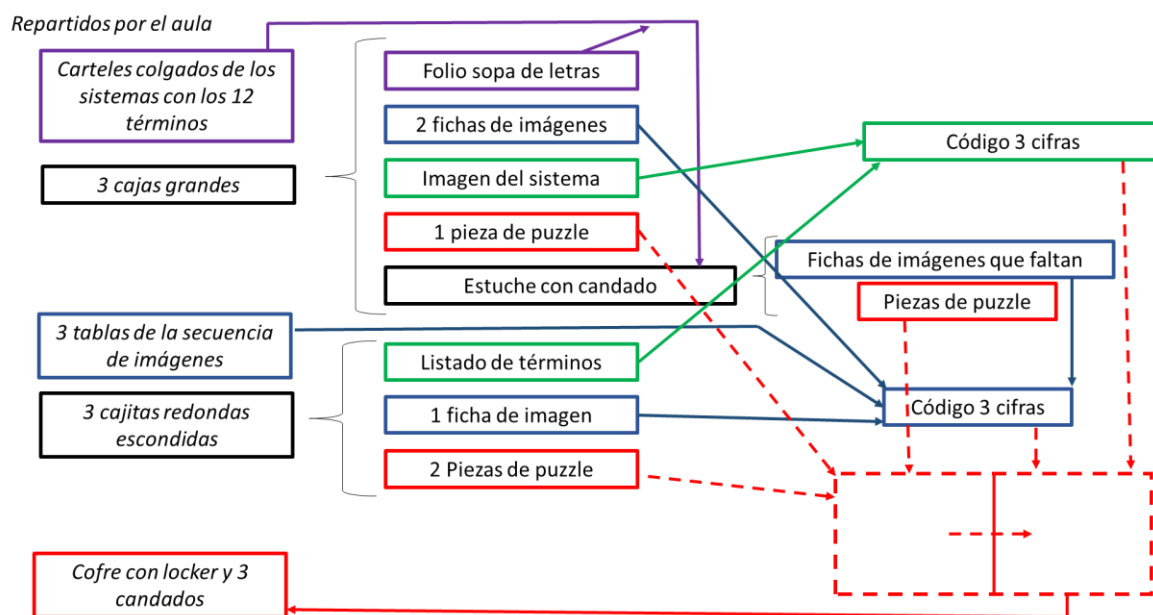 Repartidos por el aula
Carteles colgados de los
sistemas con los 12
términos
3 cajas grandes
Folio sopa de letras
2 fichas de imágenes
Imagen del sistema
1 pieza de puzzle
Estuche con candado
Código 3 cifras
Fichas de imágenes que faltan
Piezas de puzzle
3 tablas de la secuencia
de imágenes
3 cajitas redondas
escondidas
Listado de términos
1 ficha de imagen
2 Piezas de puzzle
Código 3 cifras
Cofre con locker y 3
candados